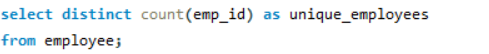 select distinct count(emp_id) as unique_employees
from employee;